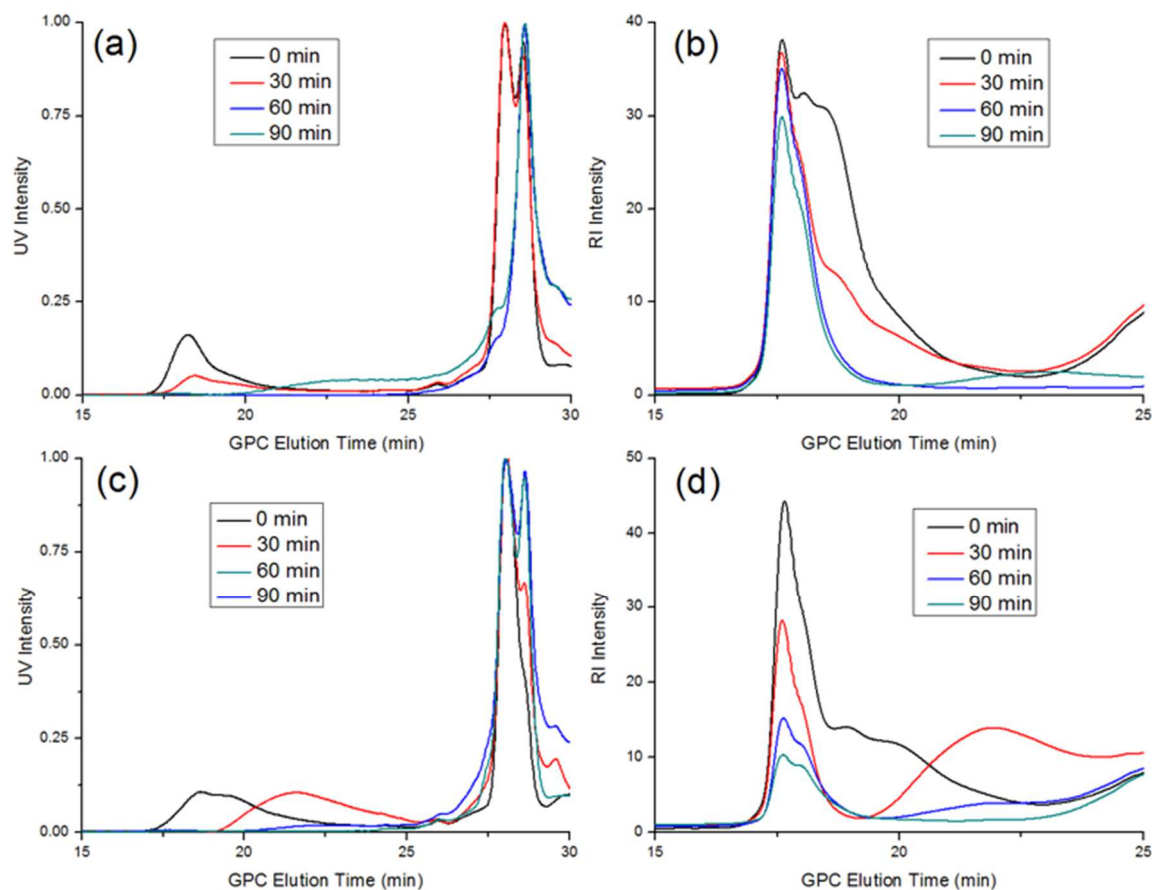 (a)
0 min
30 min
60 min
90 min
1.00
0.75
0.50
0.25
0.00
UV Intensity
15 20 25 30
GPC Elution Time (min)
(b)
0 min
30 min
60 min
90 min
40
30
20
10
0
RI Intensity
15 20 25
GPC Elution Time (min)
(c)
0 min
30 min
60 min
90 min
1.00
0.75
0.50
0.25
0.00
UV Intensity
15 20 25 30
GPC Elution Time (min)
(d)
0 min
30 min
60 min
90 min
50
40
30
20
10
0
RI Intensity
15 20 25
GPC Elution Time (min)